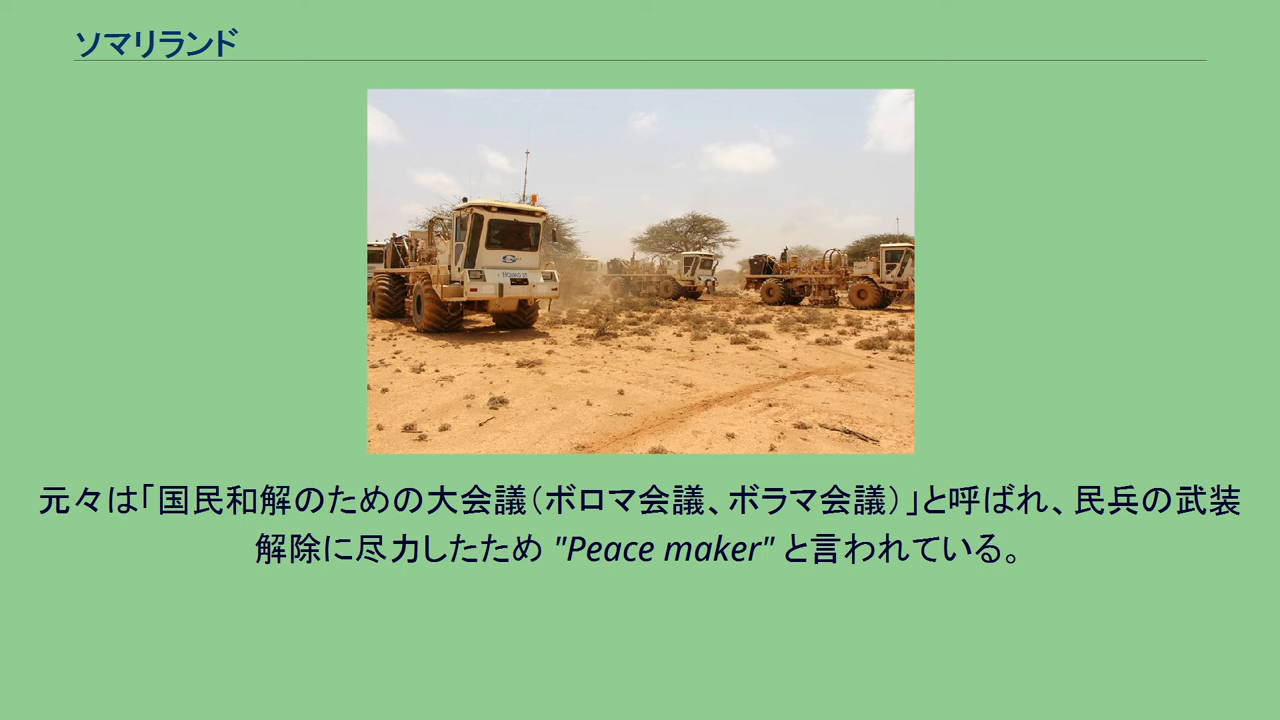 ソマリランド
元々は「国民和解のための大会議（ボロマ会議、ボラマ会議）」と呼ばれ、民兵の武装
解除に尽力したため "Peace maker" と言われている。